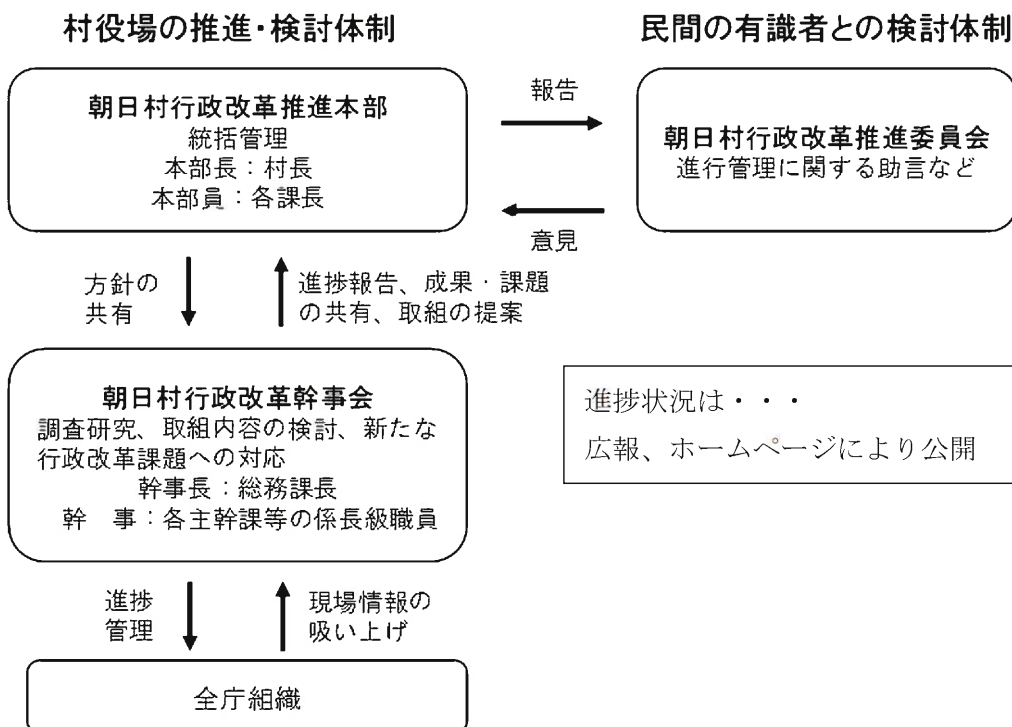 村役場の推進・検討体制
民間の有識者との検討体制
朝日村行政改革推進本部
統括管理
本部長：村長
本部員：各課長
報告
意見
朝日村行政改革推進委員会
進行管理に関する助言など
方針の
共有
進捗報告、成果・課題
の共有、取組の提案
朝日村行政改革幹事会
調査研究、取組内容の検討、新たな
行政改革課題への対応
幹事長：総務課長
幹　事：各主幹課等の係長級職員
進捗状況は・・・
広報、ホームページにより公開
進捗
管理
現場情報の
吸い上げ
全庁組織